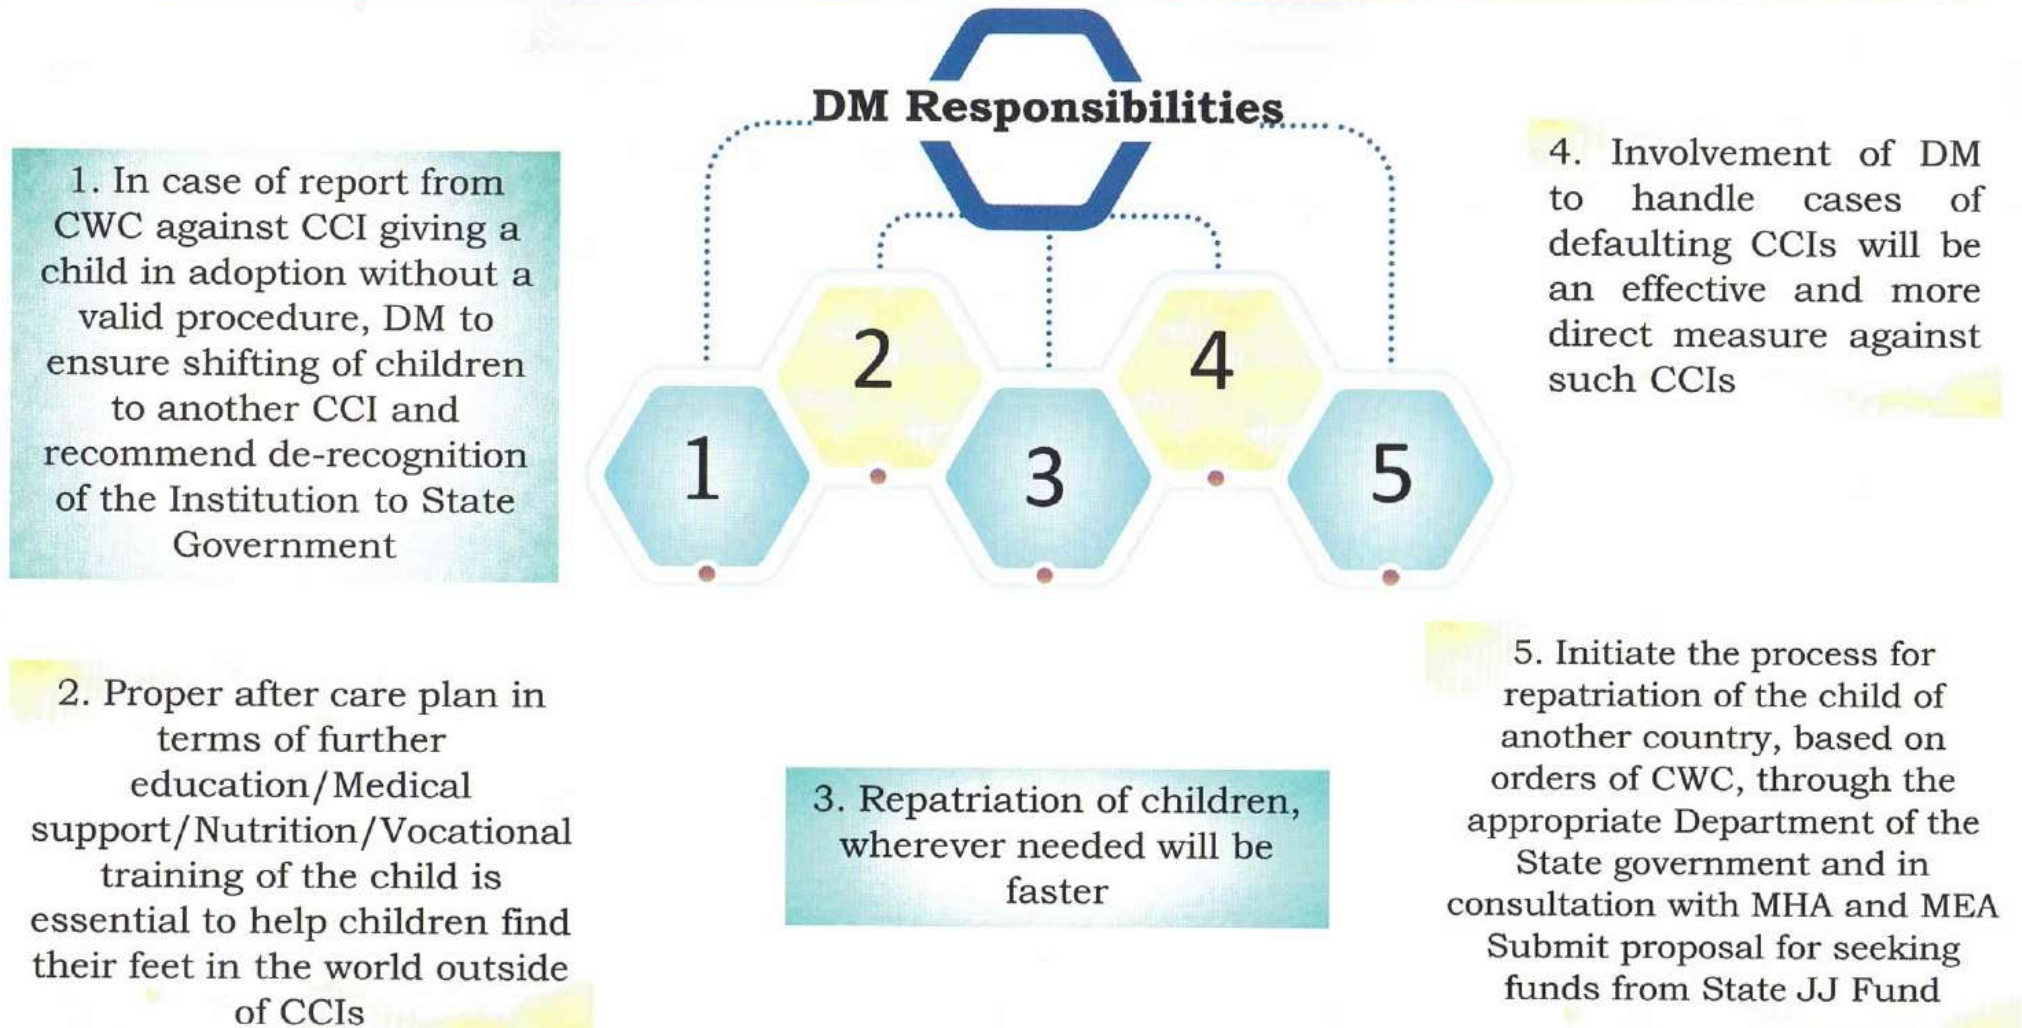 DM Responsibilities
1. In case of report from
CWC against CCI giving a
child in adoption without a
valid procedure, DM to
ensure shifting of children
to another CCI and
recommend de-recognition
of the Institution to State
Government
2. Proper after care plan in
terms of further
education/Medical
support/Nutrition/Vocational
training of the child is
essential to help children find
their feet in the world outside
of CCIs
1
2
3
4
5
3. Repatriation of children,
wherever needed will be
faster
4. Involvement of DM
to handle cases of
defaulting CCIs will be
an effective and more
direct measure against
such CCIs
5. Initiate the process for
repatriation of the child of
another country, based on
orders of CWC, through the
appropriate Department of the
State government and in
consultation with MHA and MEA
Submit proposal for seeking
funds from State JJ Fund